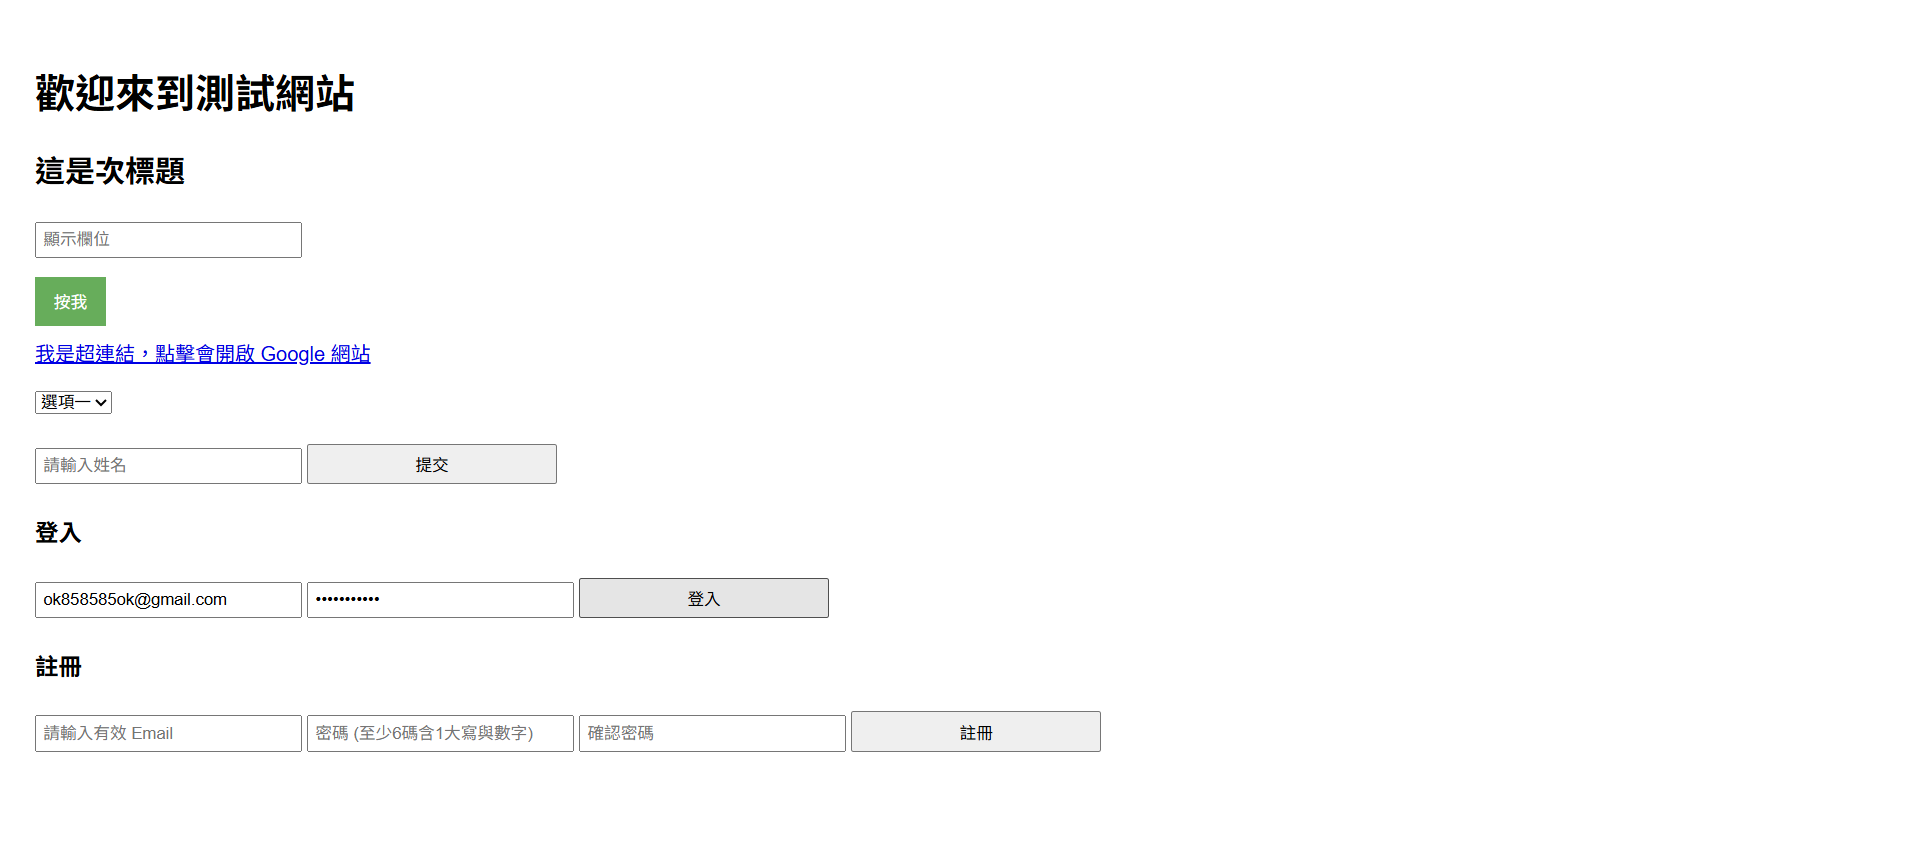 歡迎來到測試網站
這是次標題
顯示欄位
按我
我是超連結，點擊會開啟 Google 網站
選項一
請輸入姓名 提交
登入
ok858585ok@gmail.com ••••••••••• 登入
註冊
請輸入有效 Email 密碼 (至少6碼含1大寫與數字) 確認密碼 註冊